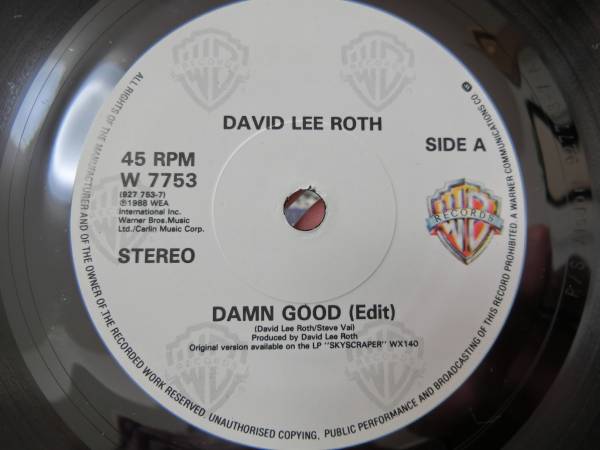 DAVID LEE ROTH
SIDE A
45 RPM
W 7753
(927 753-7)
℗1988 WEA
International Inc.
Warner Bros. Music
Ltd./Carlin Music Corp.
STEREO
RECORDS
DAMN GOOD (Edit)
(David Lee Roth/Steve Vai)
Produced by David Lee Roth
Original version available on the LP "SKYSCRAPER" WX140
ALL RIGHTS OF THE MANUFACTURER AND OF THE OWNER OF THE RECORDED WORK RESERVED. UNAUTHORISED COPYING, PUBLIC PERFORMANCE AND BROADCASTING OF THIS RECORD PROHIBITED A WARNER COMMUNICATIONS CO